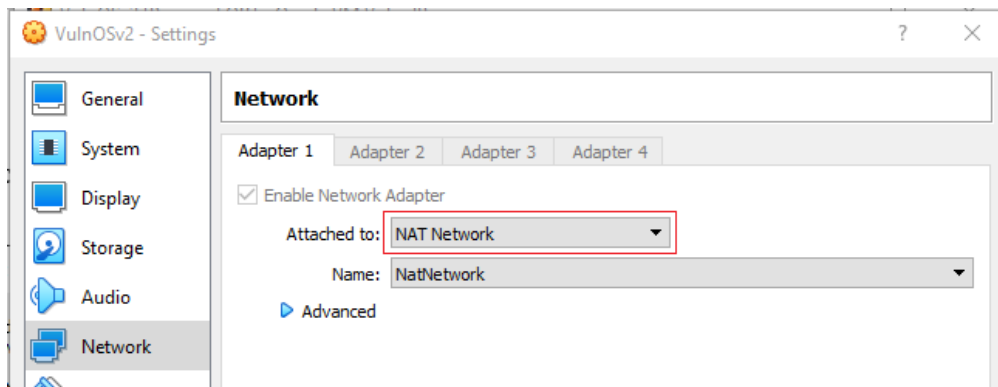 VulnOSv2 - Settings
?
General
Network
System
Adapter 1
Adapter 2
Adapter 3
Adapter 4
Display
Enable Network Adapter
Attached to: NAT Network
Storage
Name: NatNetwork
Audio
Advanced
Network